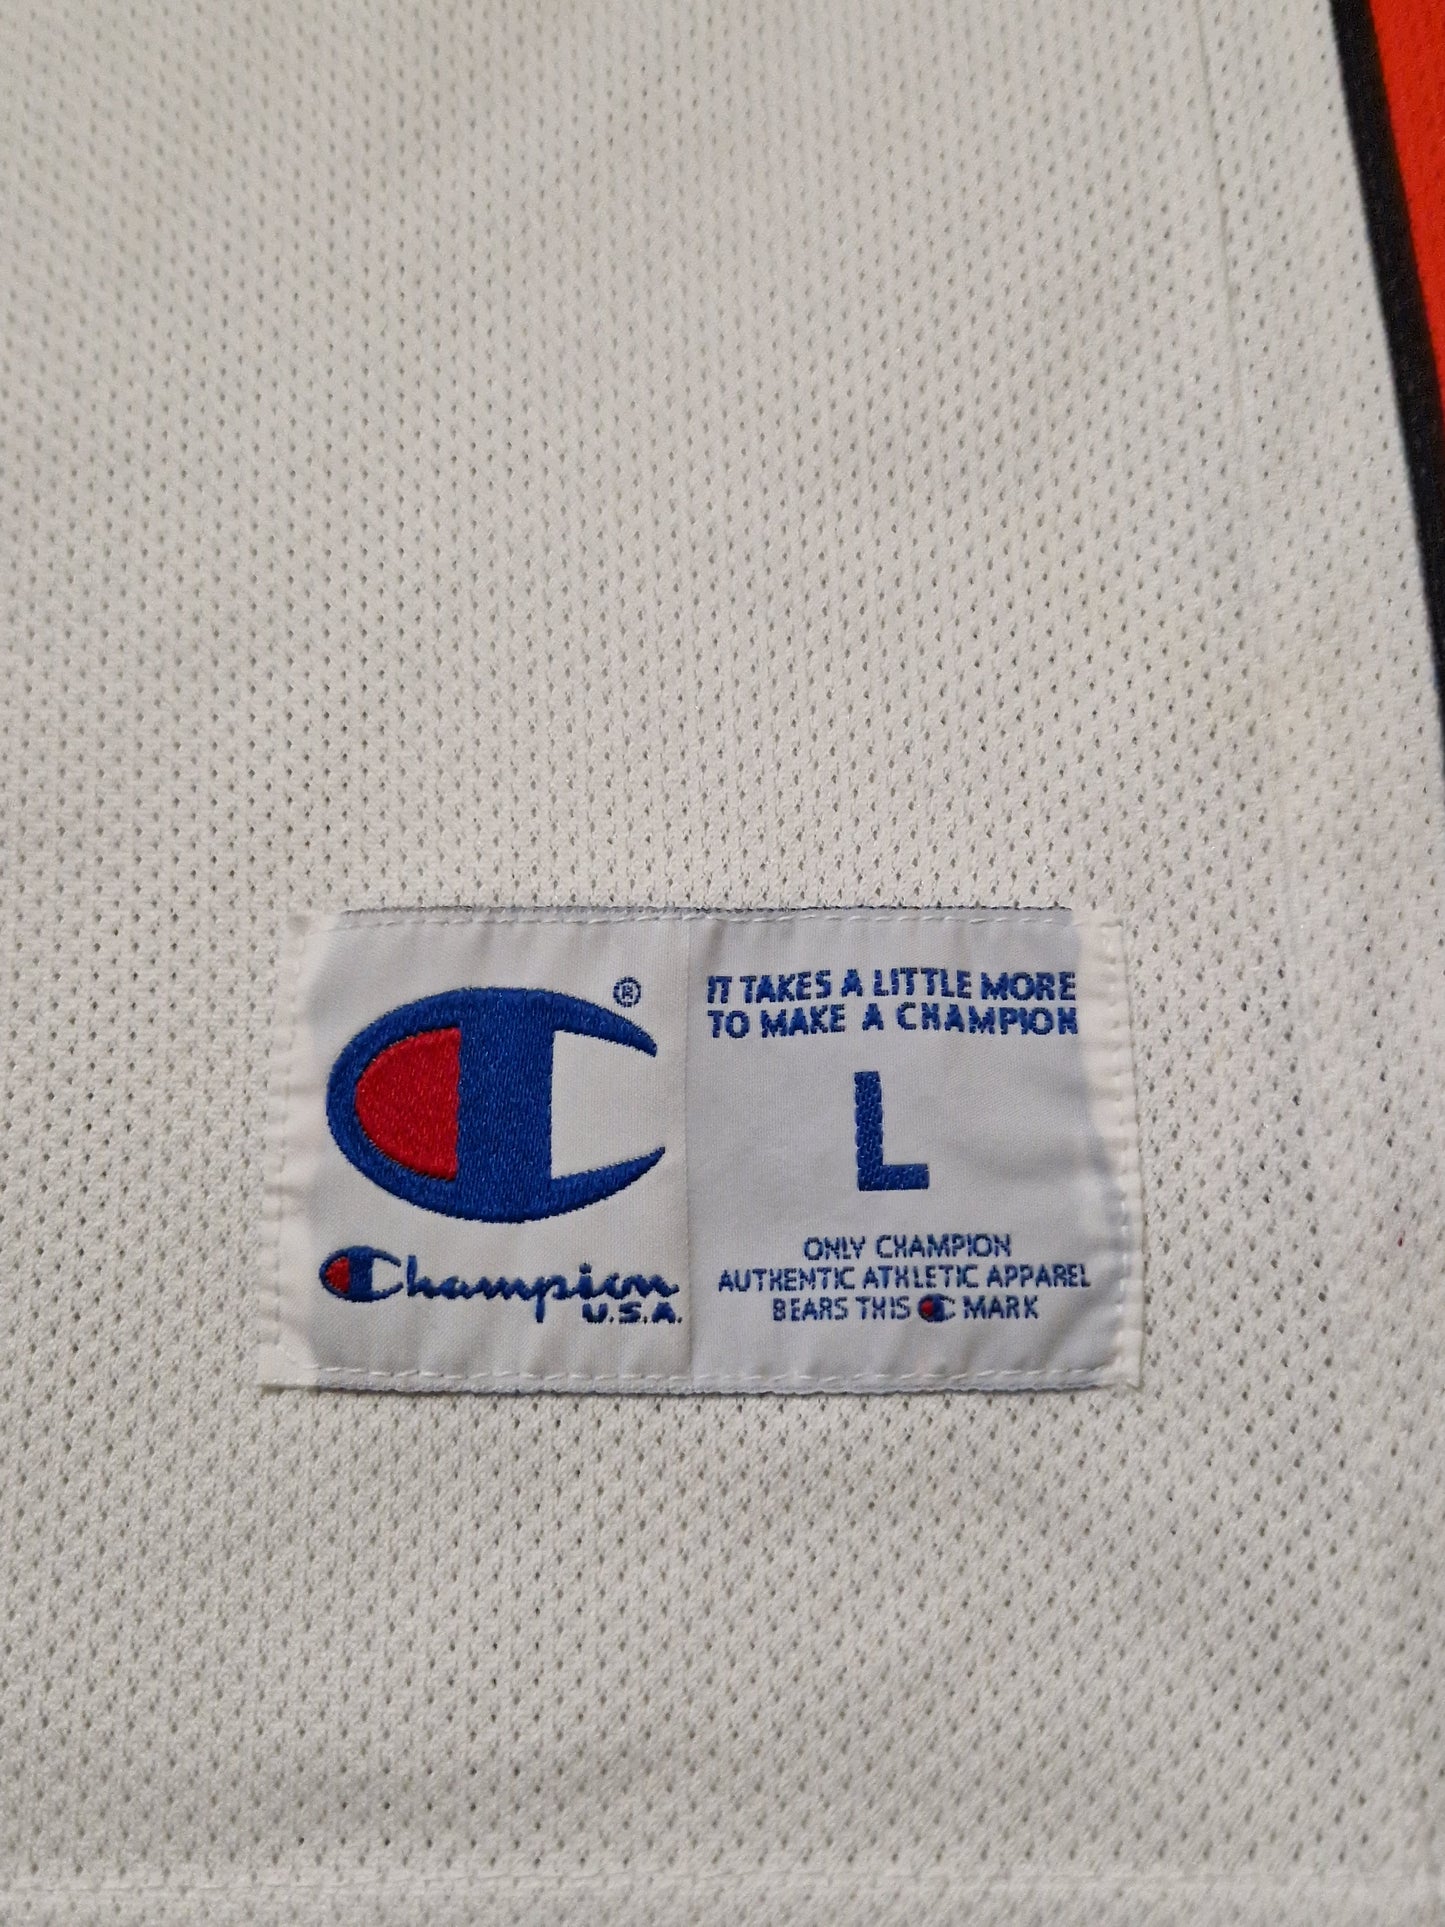 ®
Champion
U.S.A.
IT TAKES A LITTLE MORE
TO MAKE A CHAMPION
L
ONLY CHAMPION
AUTHENTIC ATHLETIC APPAREL
BEARS THIS C MARK